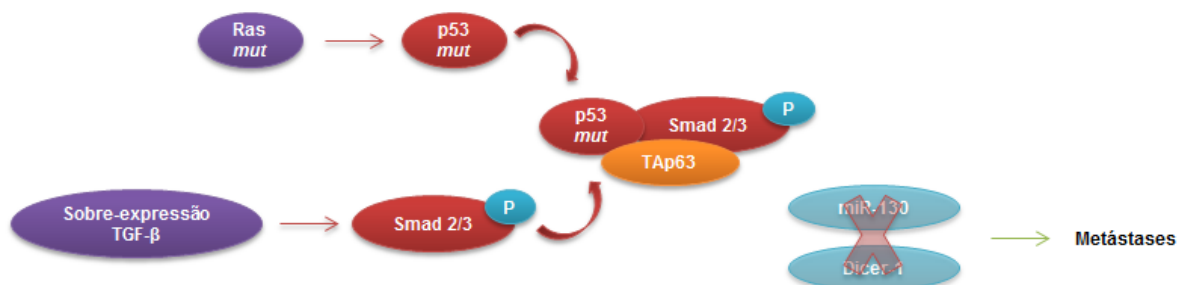 Ras
mut
p53
mut
p53
mut
Smad 2/3
P
TAp63
Sobre-expressão
TGF-β
Smad 2/3
P
miR-130
Dicer 1
Metástases